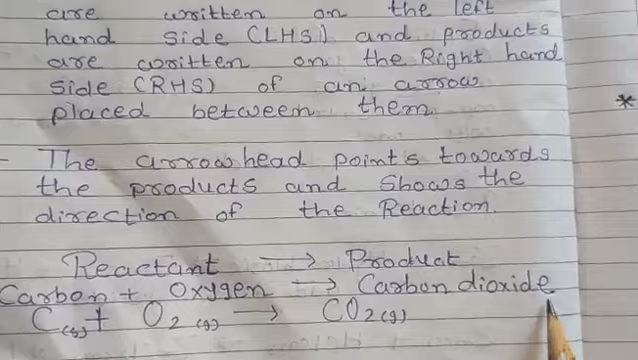 are written on the left
hand side (LHS) and products
are written on the Right hand
side (RHS) of an arrow
placed between them
*
- The arrowhead points towards
the products and Shows the
direction of the Reaction.
Reactant → Product
Carbon + Oxygen → Carbon dioxide
C(s) + O2 (g) → CO2(g)